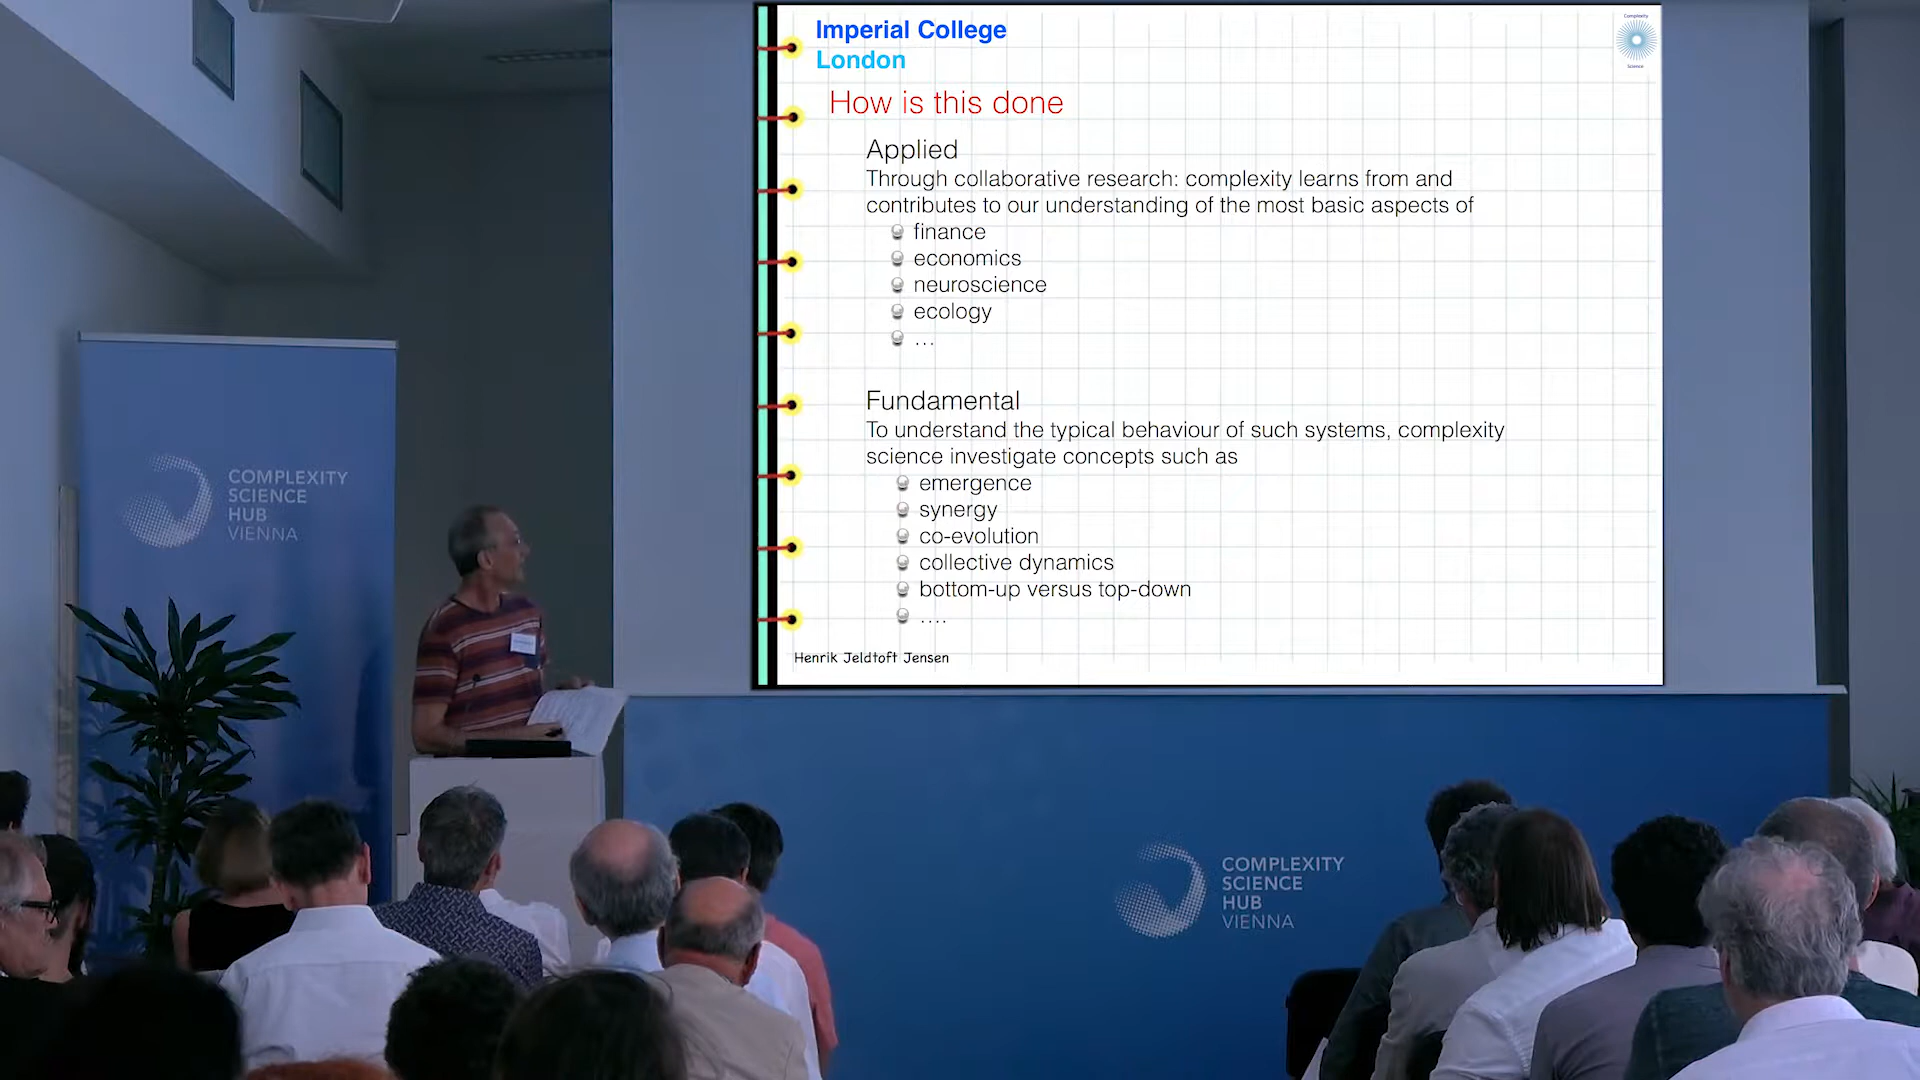 Imperial College
London
Complexity
Science
How is this done
Applied
Through collaborative research: complexity learns from and
contributes to our understanding of the most basic aspects of
finance
economics
neuroscience
ecology
...
Fundamental
To understand the typical behaviour of such systems, complexity
science investigate concepts such as
emergence
synergy
co-evolution
collective dynamics
bottom-up versus top-down
....
Henrik Jeldtoft Jensen
COMPLEXITY
SCIENCE
HUB
VIENNA
COMPLEXITY
SCIENCE
HUB
VIENNA